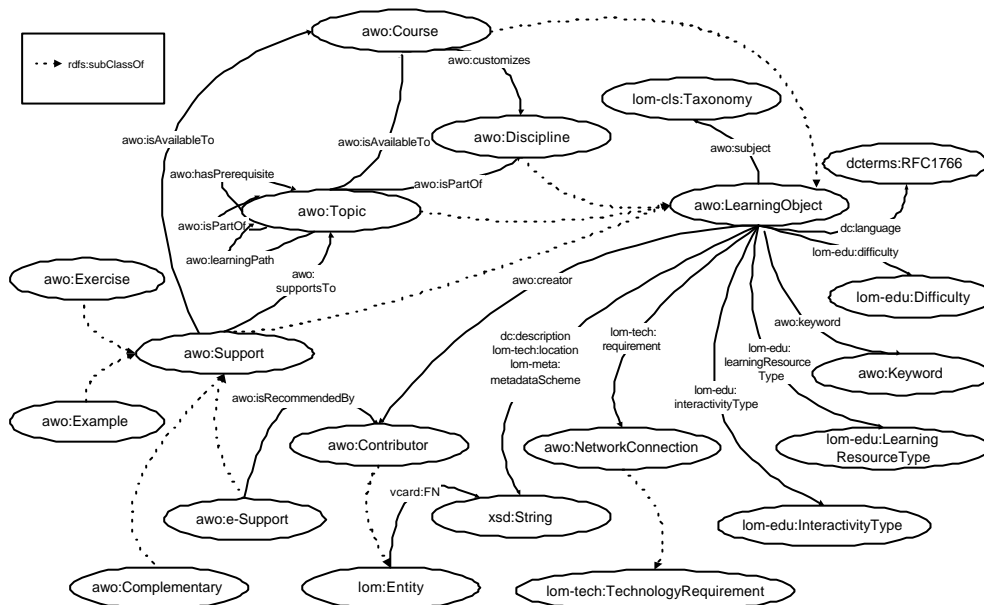 awo:Course
rdfs:subClassOf
awo:customizes
lom-cls:Taxonomy
awo:isAvailableTo
awo:isAvailableTo
awo:Discipline
awo:subject
dcterms:RFC1766
awo:hasPrerequisite
awo:isPartOf
awo:Topic
awo:LearningObject
awo:isPartOf
dc:language
awo:learningPath
lom-edu:difficulty
awo:
supportsTo
awo:Exercise
awo:creator
lom-edu:Difficulty
awo:keyword
dc:description
lom-tech:location
lom-meta:
metadataScheme
lom-tech:
requirement
awo:Support
lom-edu:
learningResource
Type
awo:Keyword
lom-edu:
interactivityType
awo:isRecommendedBy
awo:Example
awo:Contributor
awo:NetworkConnection
lom-edu:Learning
ResourceType
vcard:FN
awo:e-Support
xsd:String
lom-edu:InteractivityType
awo:Complementary
lom:Entity
lom-tech:TechnologyRequirement